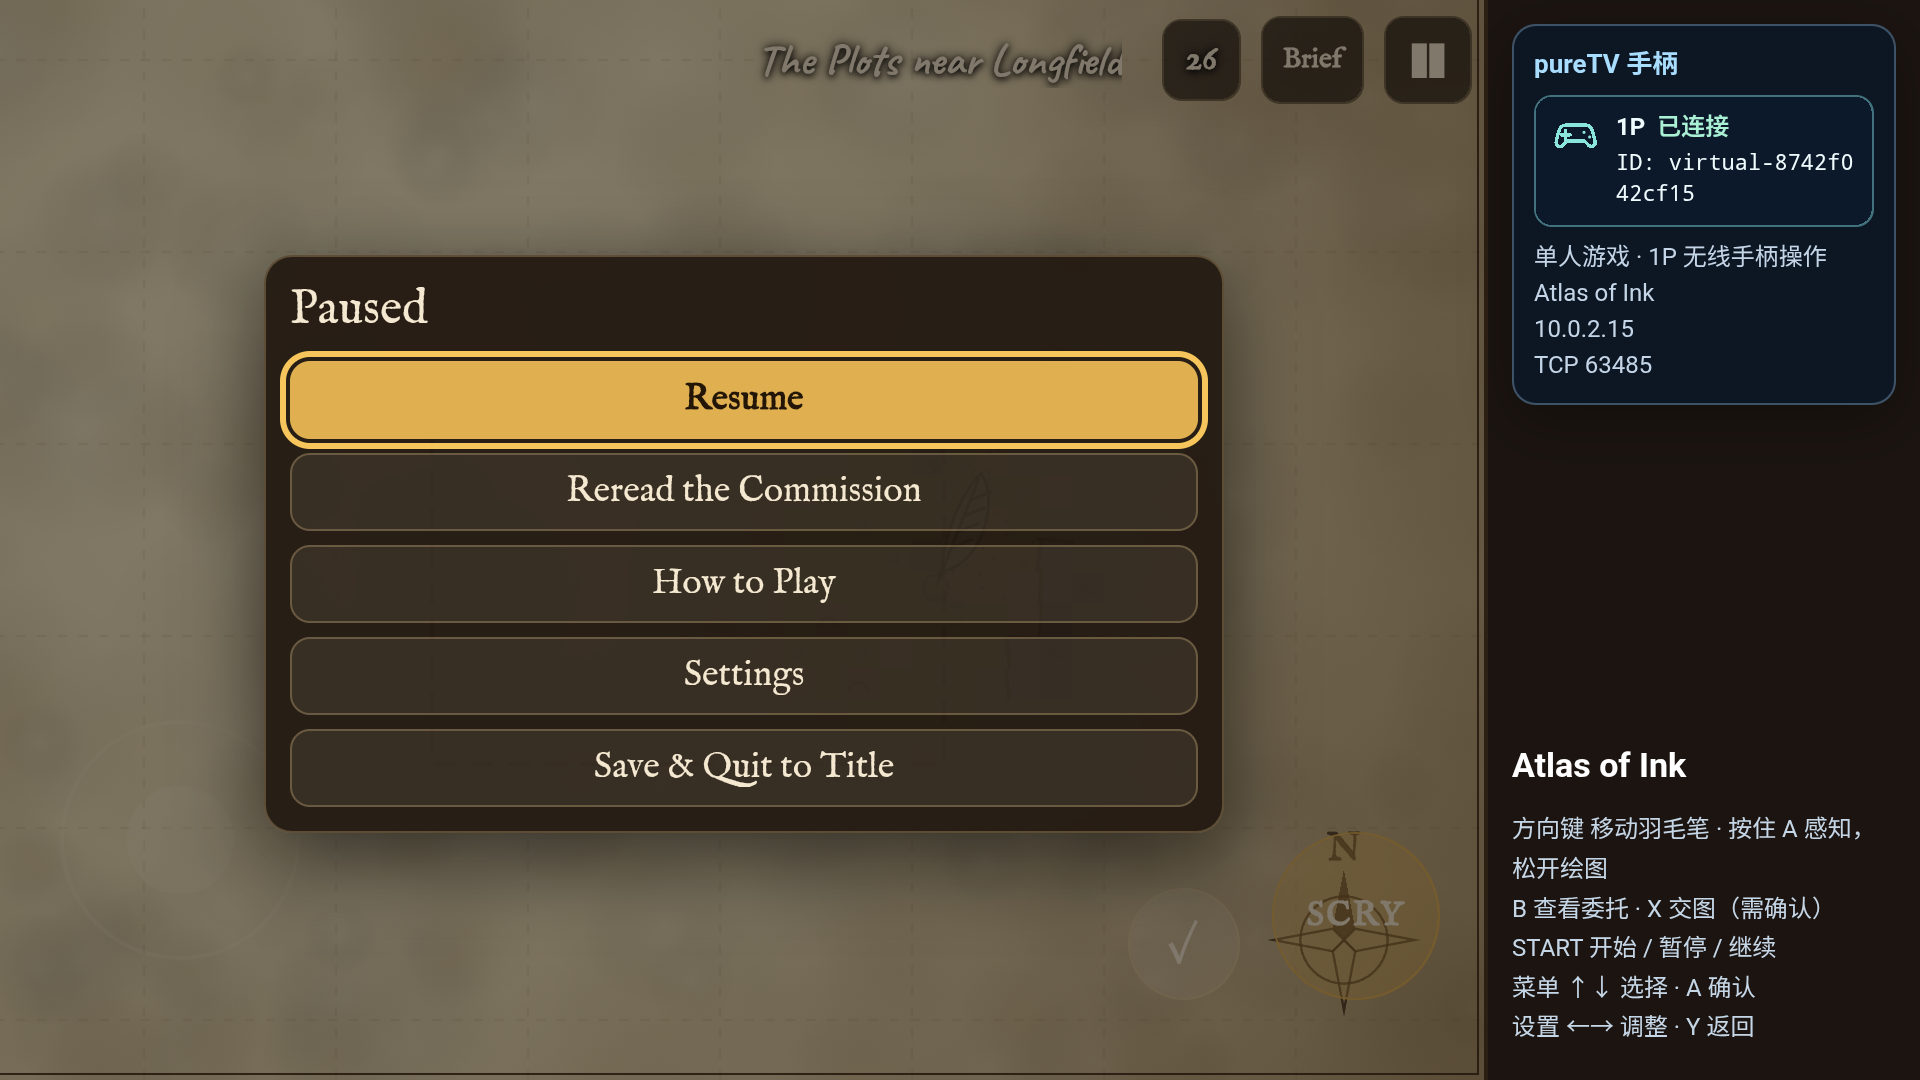 The Plots near Longfield
26
Brief
Paused
Resume
Reread the Commission
How to Play
Settings
Save & Quit to Title
N
SCRY
√
pureTV 手柄
1P 已连接
ID: virtual-8742f0
42cf15
单人游戏 · 1P 无线手柄操作
Atlas of Ink
10.0.2.15
TCP 63485
Atlas of Ink
方向键 移动羽毛笔 · 按住 A 感知，
松开绘图
B 查看委托 · X 交图（需确认）
START 开始 / 暂停 / 继续
菜单 ↑↓ 选择 · A 确认
设置 ←→ 调整 · Y 返回